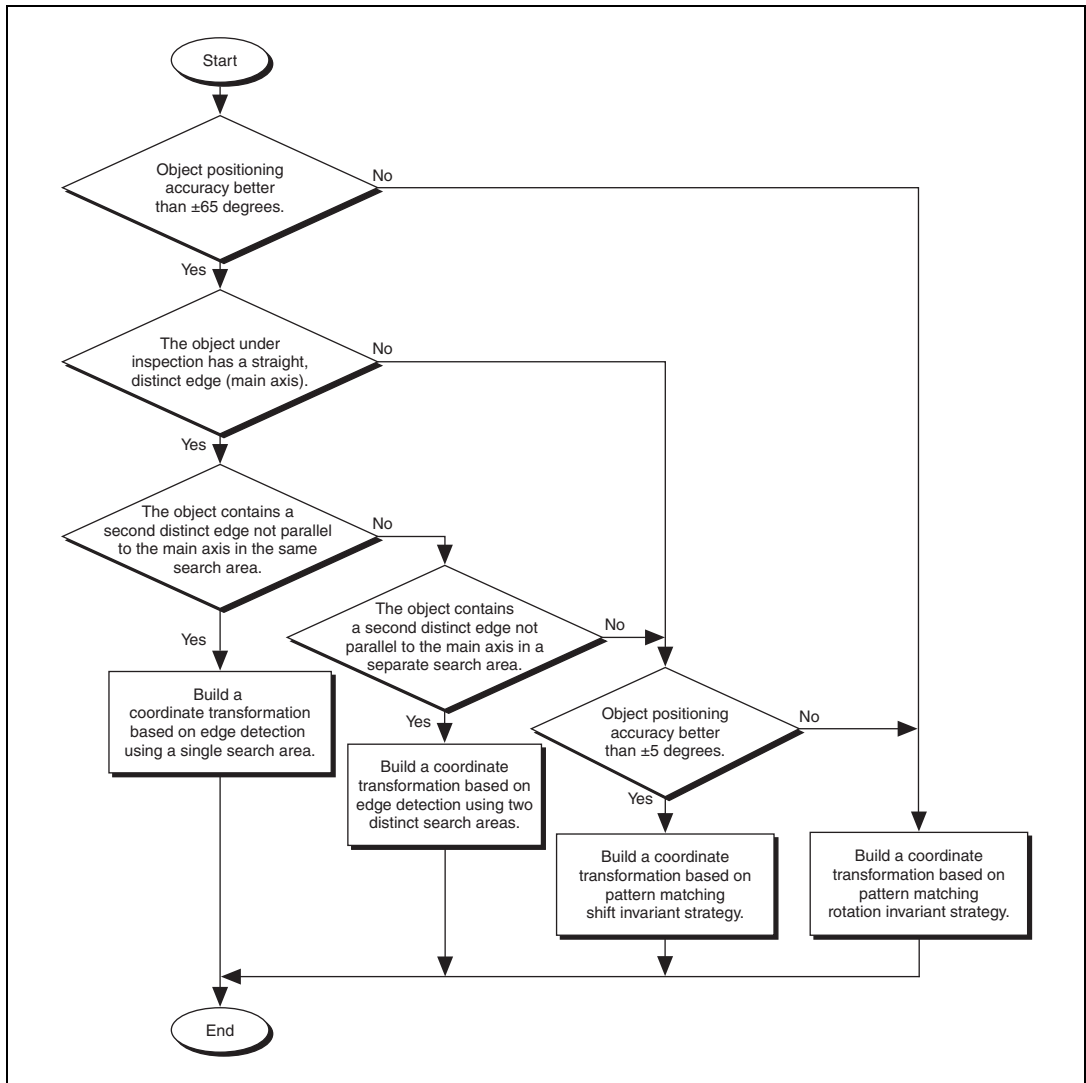 Start
Object positioning
accuracy better
than ±65 degrees.
No
Yes
The object under
inspection has a straight,
distinct edge (main axis).
No
Yes
The object contains a
second distinct edge not parallel
to the main axis in the same
search area.
No
Yes
The object contains
a second distinct edge not
parallel to the main axis in a
separate search area.
No
Yes
Build a
coordinate transformation
based on edge detection
using a single search area.
Object positioning
accuracy better
than ±5 degrees.
No
Yes
Build a coordinate
transformation based on
edge detection using two
distinct search areas.
Build a coordinate
transformation based on
pattern matching
shift invariant strategy.
Build a coordinate
transformation based on
pattern matching
rotation invariant strategy.
End